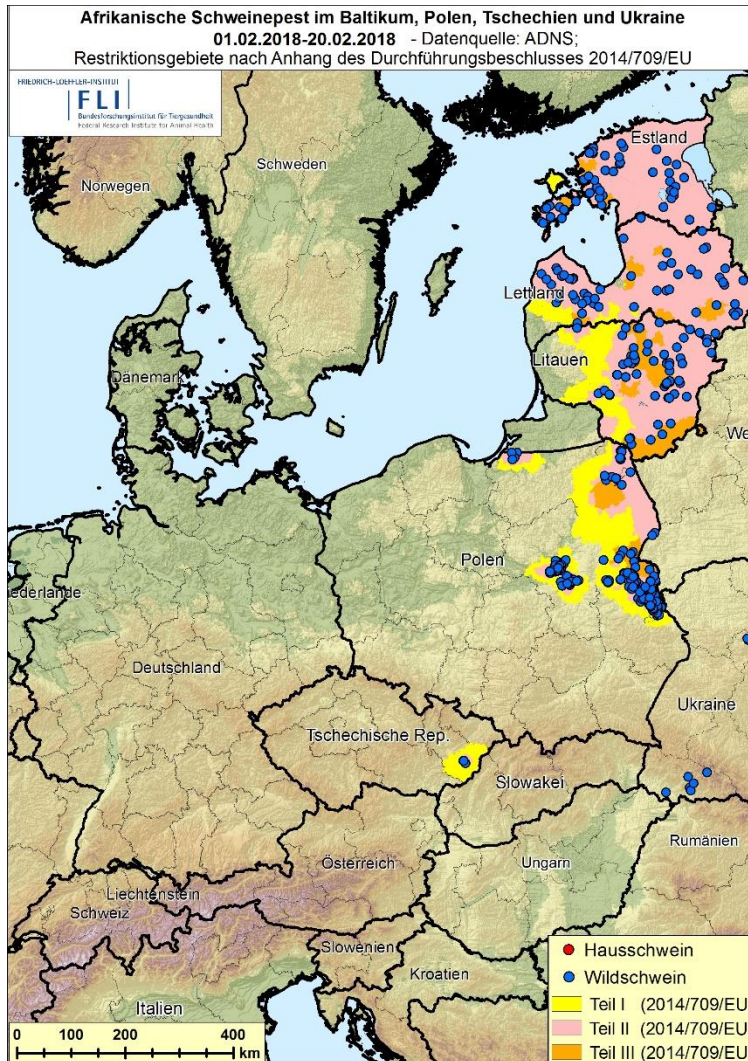 Afrikanische Schweinepest im Baltikum, Polen, Tschechien und Ukraine
01.02.2018-20.02.2018 - Datenquelle: ADNS;
Restriktionsgebiete nach Anhang des Durchführungsbeschlusses 2014/709/EU
FRIEDRICH-LOEFFLER-INSTITUT
FLI
Bundesforschungsinstitut für Tiergesundheit
Federal Research Institute for Animal Health
Estland
Schweden
Norwegen
Lettland
Litauen
Dänemark
We
Polen
ederlande
Deutschland
Ukraine
Tschechische Rep.
Slowakei
Rumänien
Österreich
Ungarn
Liechtenstein
Schweiz
Slowenien
Kroatien
Italien
Hausschwein
Wildschwein
Teil I (2014/709/EU
Teil II (2014/709/EU
Teil III (2014/709/EU
0 100 200 400
km